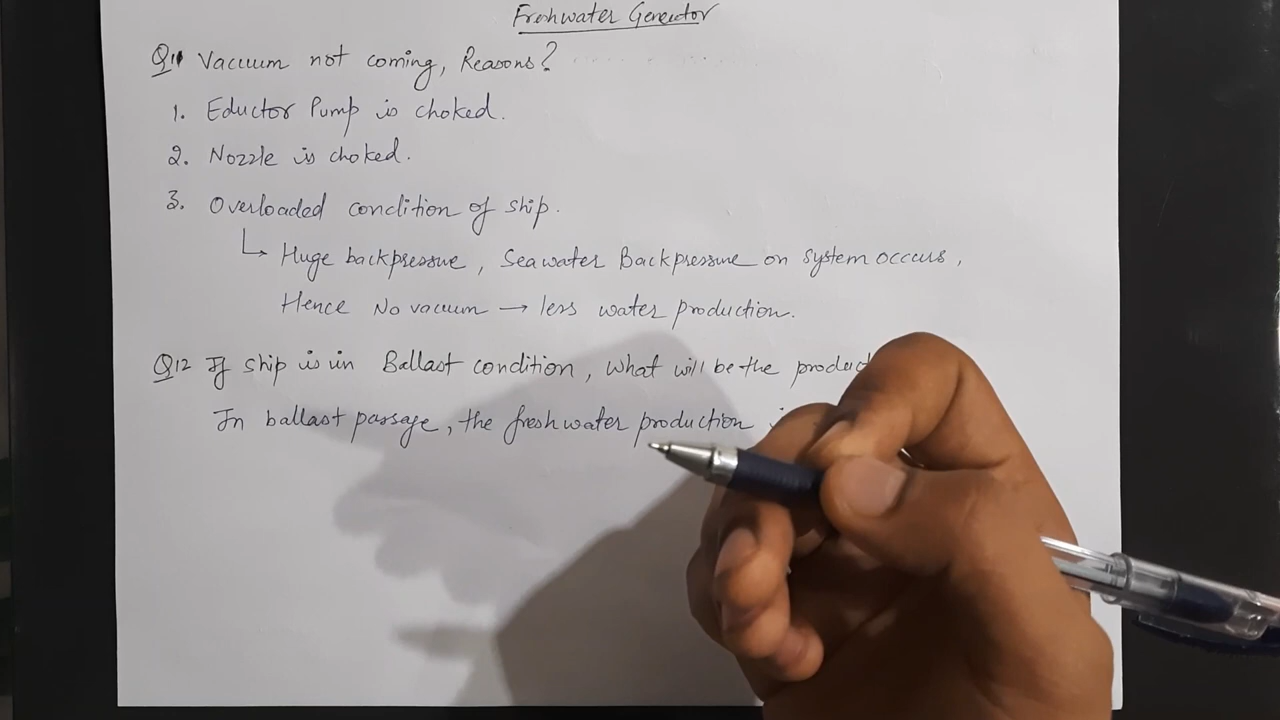 Freshwater Generator
Q11 Vacuum not coming, Reasons?
1. Eductor Pump is choked.
2. Nozzle is choked.
3. Overloaded condition of ship.
↳ Huge backpressure, Seawater Backpressure on system occurs,
Hence No vacuum → less water production.
Q12 If ship is in Ballast condition, what will be the
In ballast passage, the freshwater production